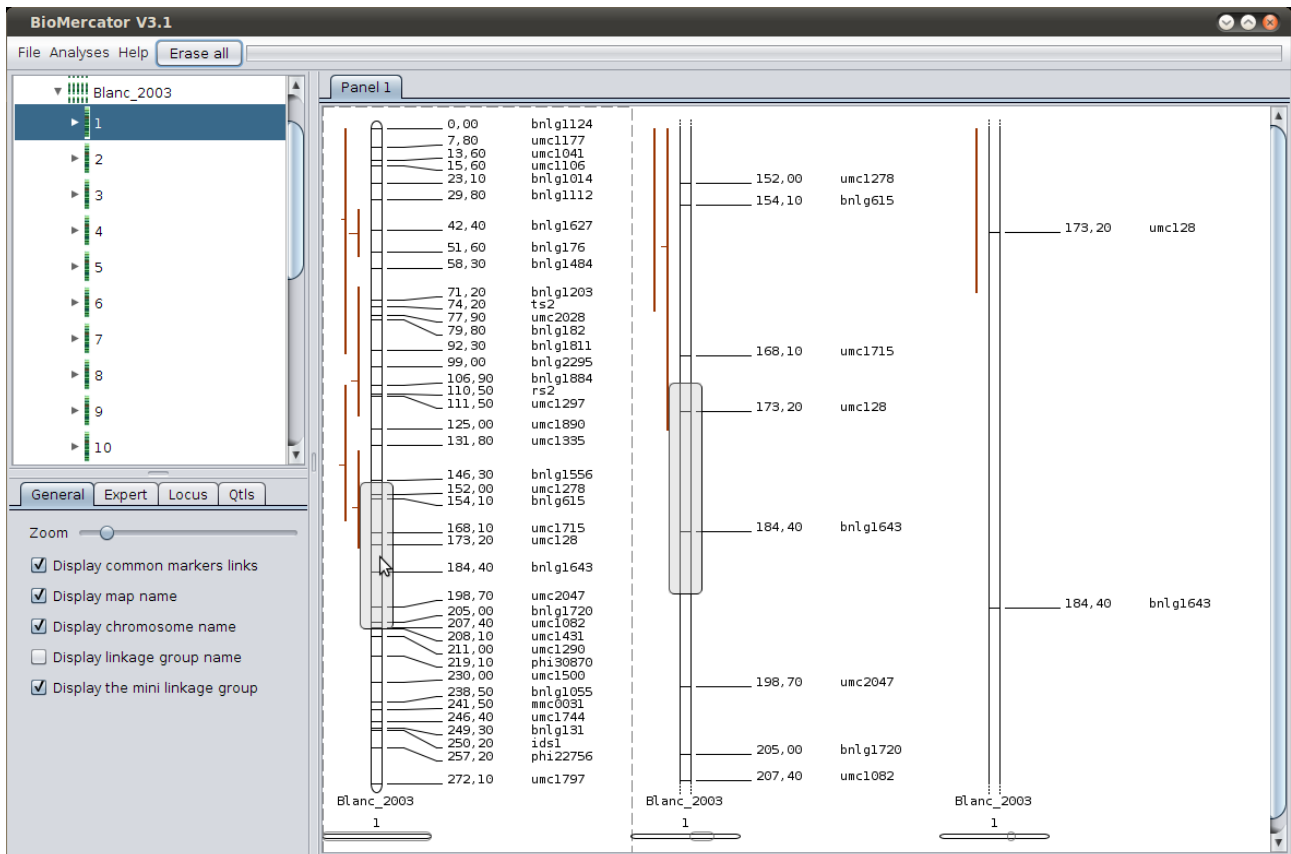 BioMercator V3.1
File Analyses Help Erase all
Blanc_2003
1
2
3
4
5
6
7
8
9
10
General Expert Locus Qtls
Zoom
Display common markers links
Display map name
Display chromosome name
Display linkage group name
Display the mini linkage group
Panel 1
0,00 bnlg1124
7,80 umc1177
13,60 umc1041
15,60 umc1106
23,10 bnlg1014
29,80 bnlg1112
42,40 bnlg1627
51,60 bnlg176
58,30 bnlg1484
71,20 bnlg1203
74,20 ts2
77,90 umc2028
79,80 bnlg182
92,30 bnlg1811
99,00 bnlg2295
106,90 bnlg1884
110,50 rs2
111,50 umc1297
125,00 umc1890
131,80 umc1335
146,30 bnlg1556
152,00 umc1278
154,10 bnlg615
168,10 umc1715
173,20 umc128
184,40 bnlg1643
198,70 umc2047
205,00 bnlg1720
207,40 umc1082
208,10 umc1431
211,00 umc1290
219,10 phi30870
230,00 umc1500
238,50 bnlg1055
241,50 mmc0031
246,40 umc1744
249,30 bnlg131
250,20 ids1
257,20 phi22756
272,10 umc1797
Blanc_2003
1
152,00 umc1278
154,10 bnlg615
168,10 umc1715
173,20 umc128
184,40 bnlg1643
198,70 umc2047
205,00 bnlg1720
207,40 umc1082
Blanc_2003
1
173,20 umc128
184,40 bnlg1643
Blanc_2003
1